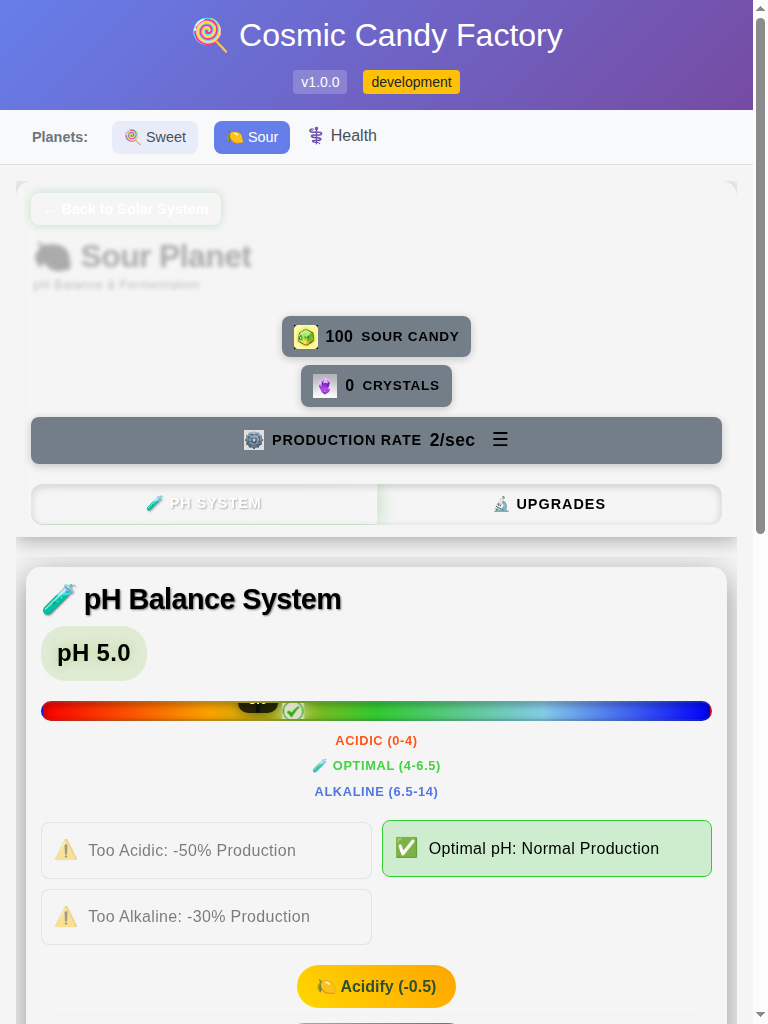 Cosmic Candy Factory
v1.0.0 development
Planets: Sweet Sour Health
← Back to Solar System
Sour Planet
pH Balance & Fermentation
100 SOUR CANDY
0 CRYSTALS
PRODUCTION RATE 2/sec ☰
PH SYSTEM UPGRADES
pH Balance System
pH 5.0
ACIDIC (0-4)
OPTIMAL (4-6.5)
ALKALINE (6.5-14)
Too Acidic: -50% Production
Optimal pH: Normal Production
Too Alkaline: -30% Production
Acidify (-0.5)